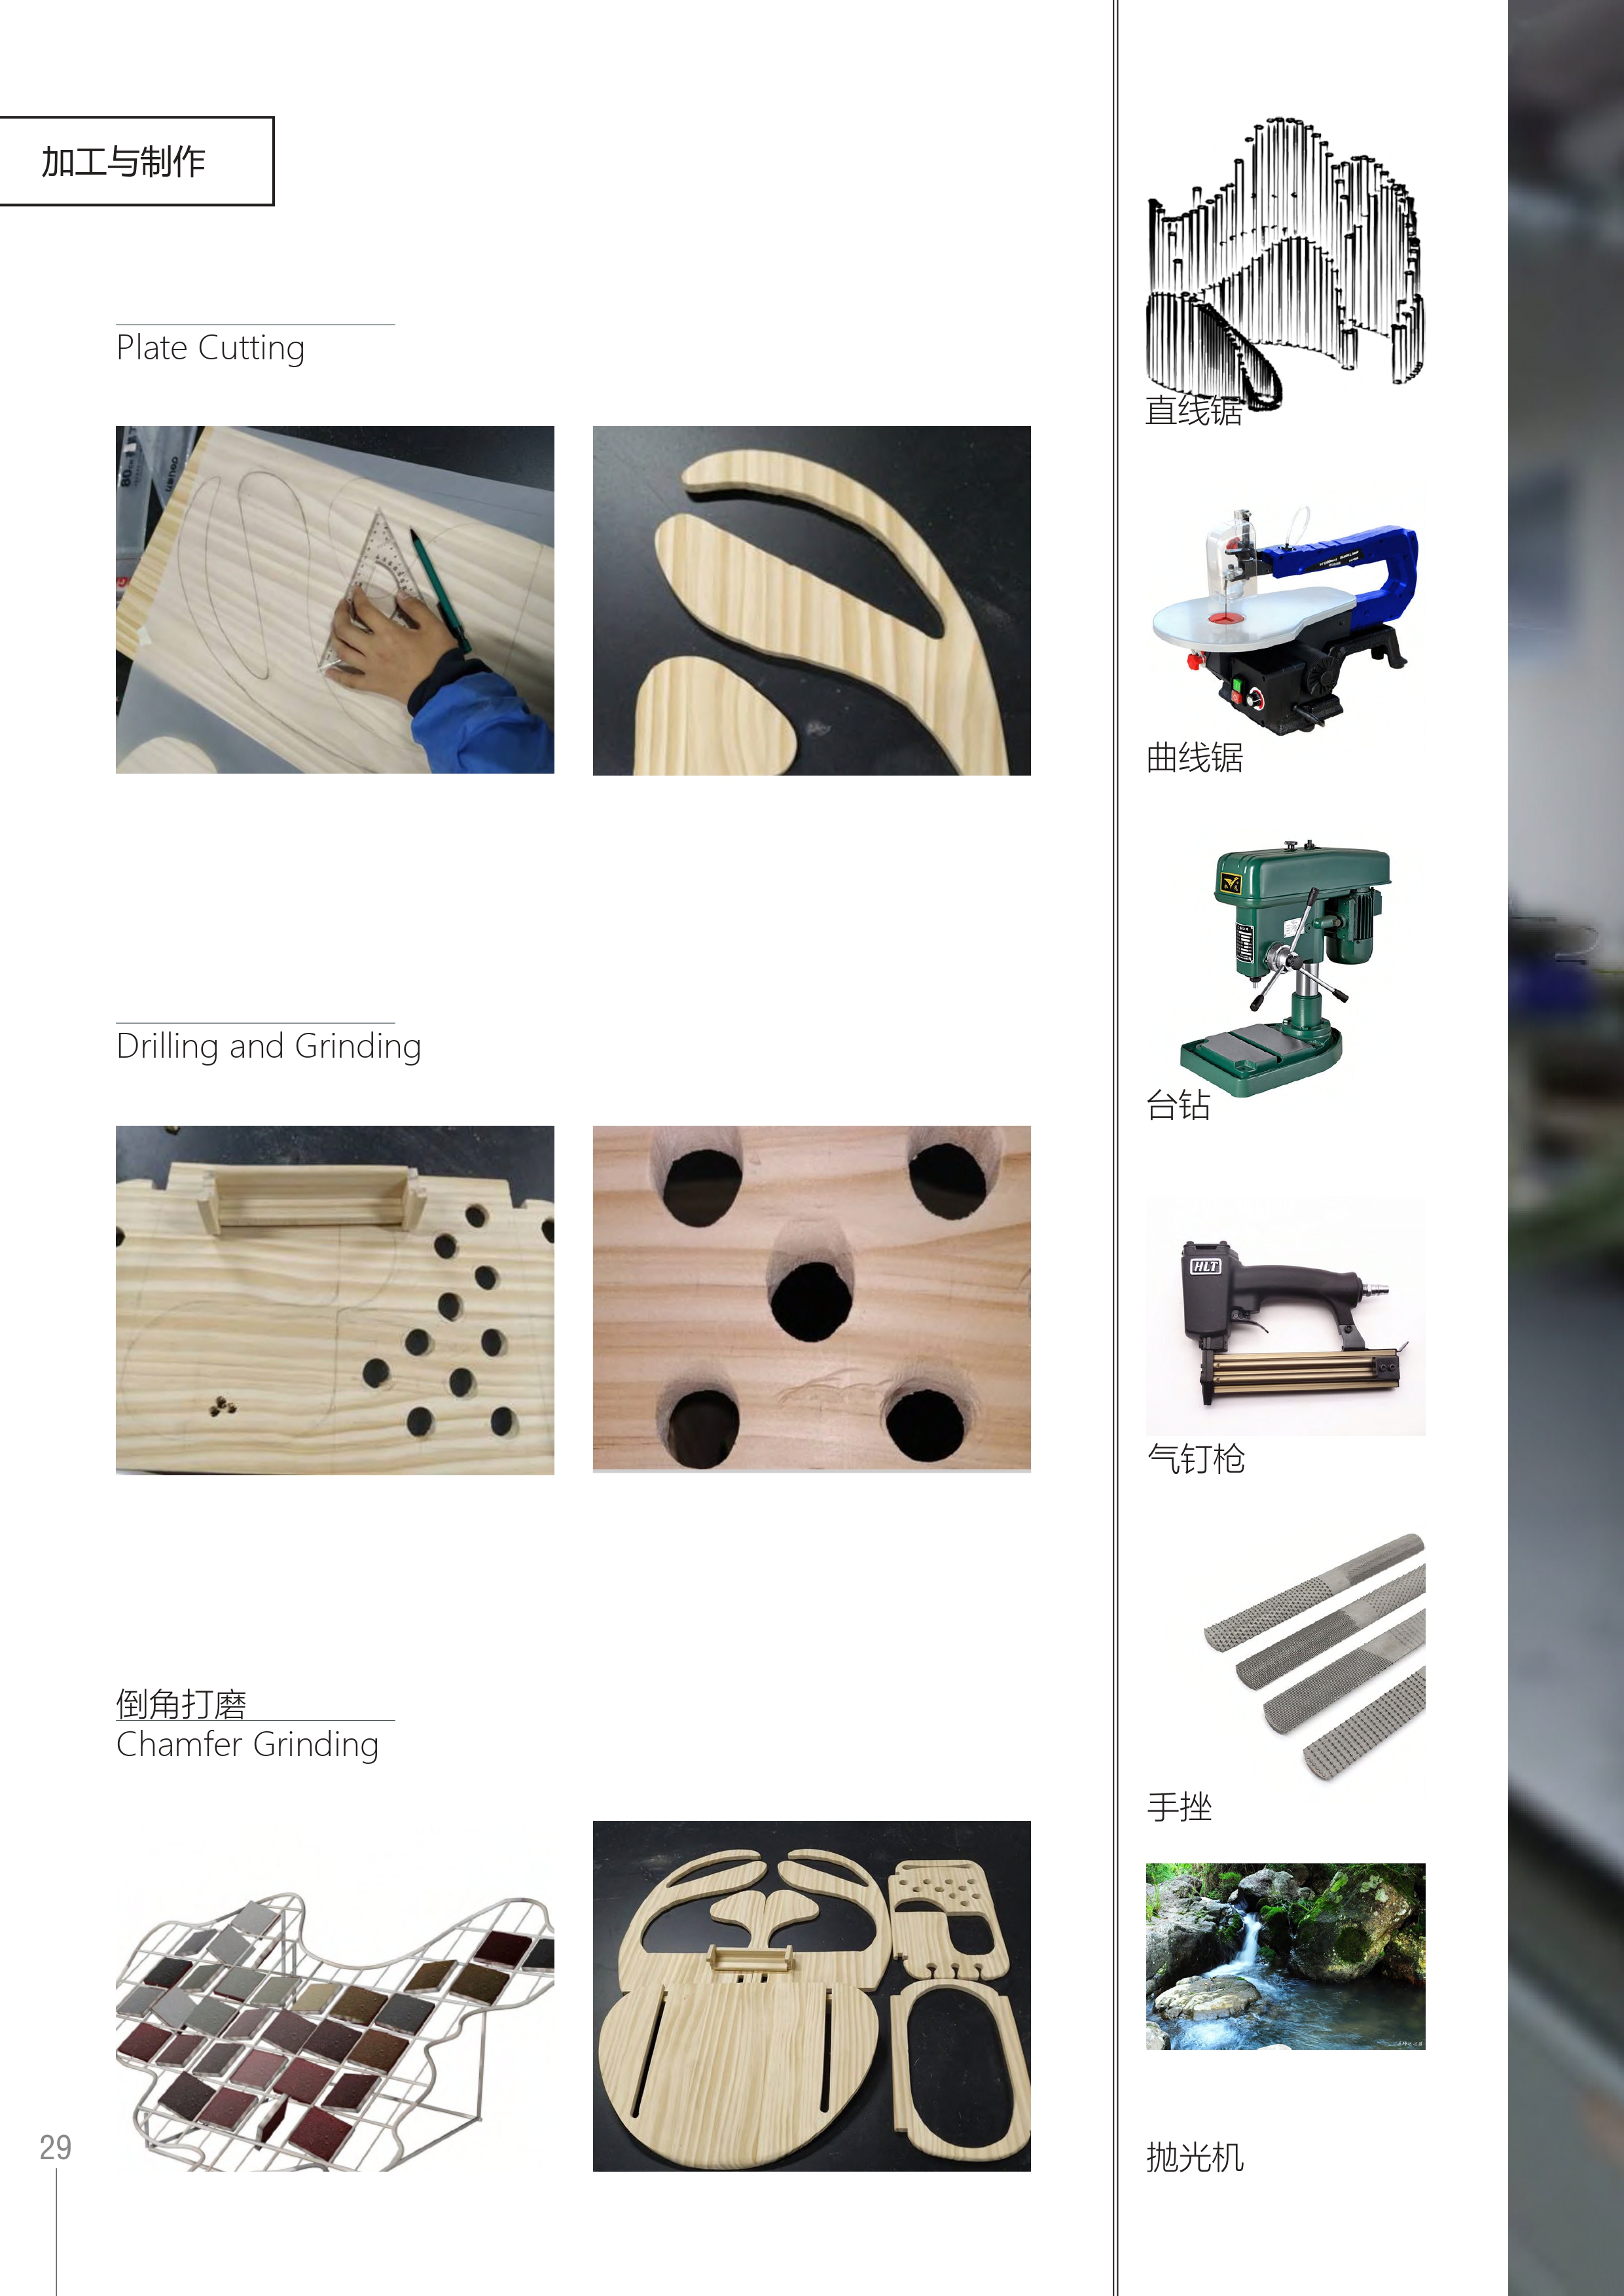 加工与制作
Plate Cutting
Drilling and Grinding
倒角打磨
Chamfer Grinding
29
直线锯
曲线锯
台钻
HLT
气钉枪
手挫
抛光机